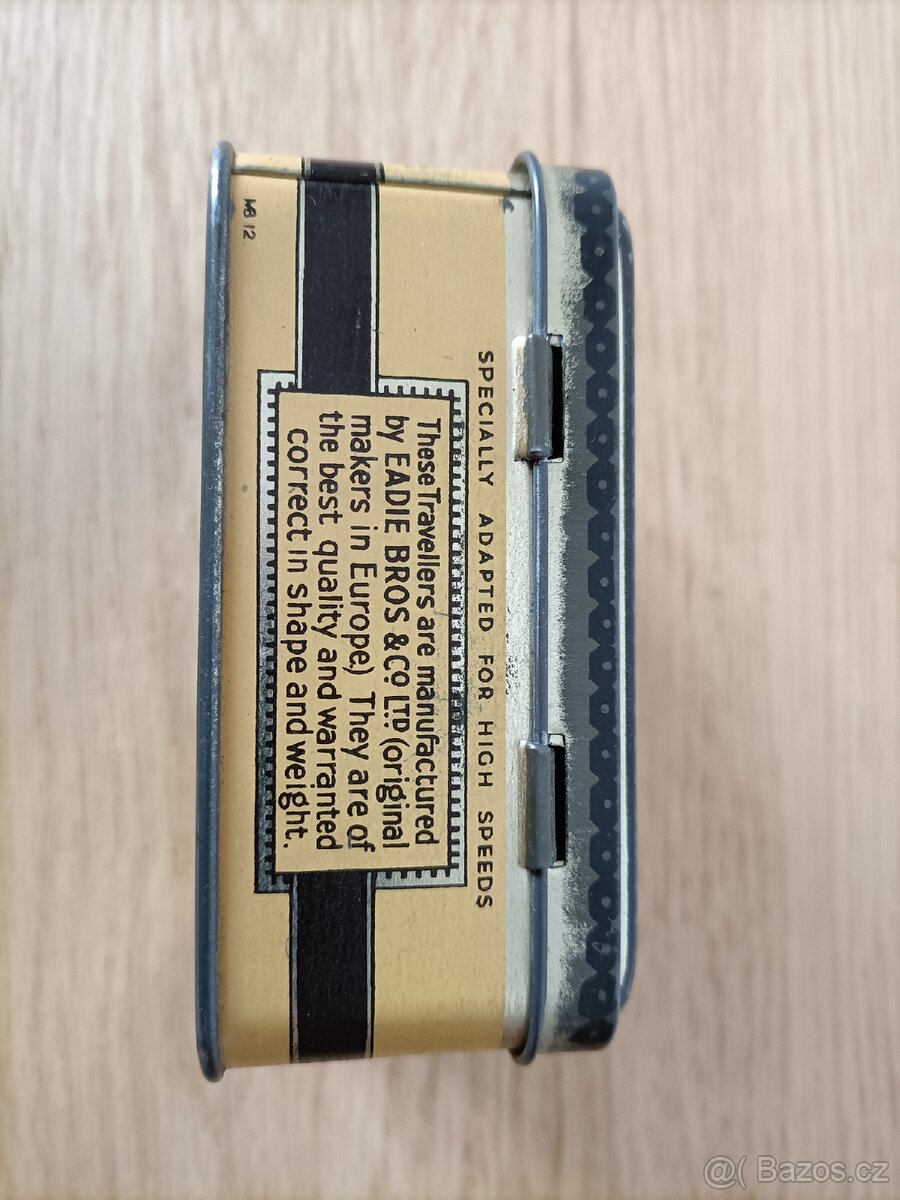 SPECIALLY ADAPTED FOR HIGH SPEEDS
These Travellers are manufactured
by EADIE BROS & Co LTD (original
makers in Europe.) They are of
the best quality and warranted
correct in shape and weight.
MB 12
@( Bazos.cz